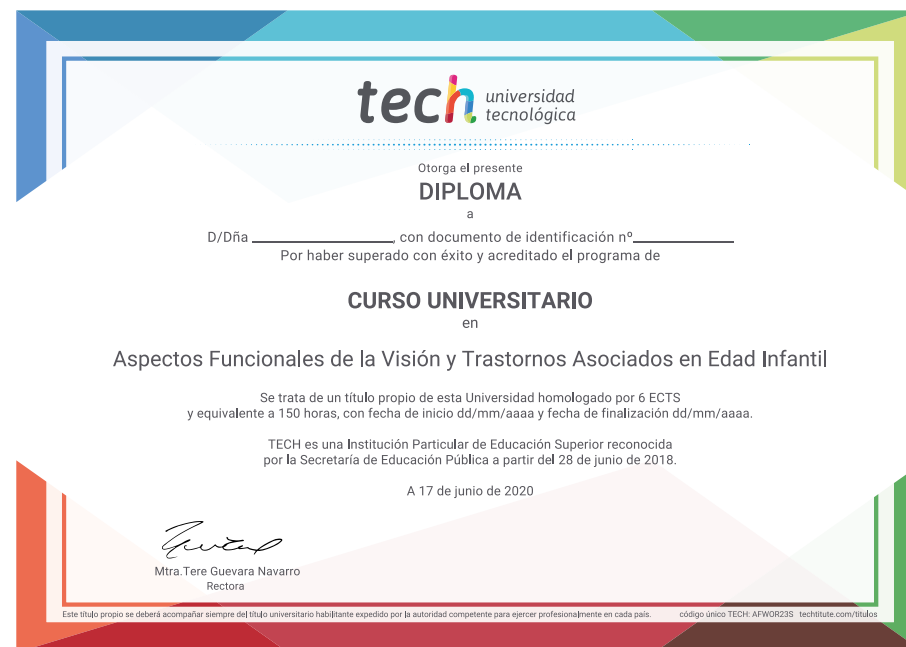 tech universidad
tecnológica
Otorga el presente
DIPLOMA
a
D/Dña ____________________, con documento de identificación nº______________
Por haber superado con éxito y acreditado el programa de
CURSO UNIVERSITARIO
en
Aspectos Funcionales de la Visión y Trastornos Asociados en Edad Infantil
Se trata de un título propio de esta Universidad homologado por 6 ECTS
y equivalente a 150 horas, con fecha de inicio dd/mm/aaaa y fecha de finalización dd/mm/aaaa.
TECH es una Institución Particular de Educación Superior reconocida
por la Secretaría de Educación Pública a partir del 28 de junio de 2018.
A 17 de junio de 2020
Mtra.Tere Guevara Navarro
Rectora
Este título propio se deberá acompañar siempre del título universitario habilitante expedido por la autoridad competente para ejercer profesionalmente en cada país. código único TECH: AFWOR23S techtitute.com/titulos